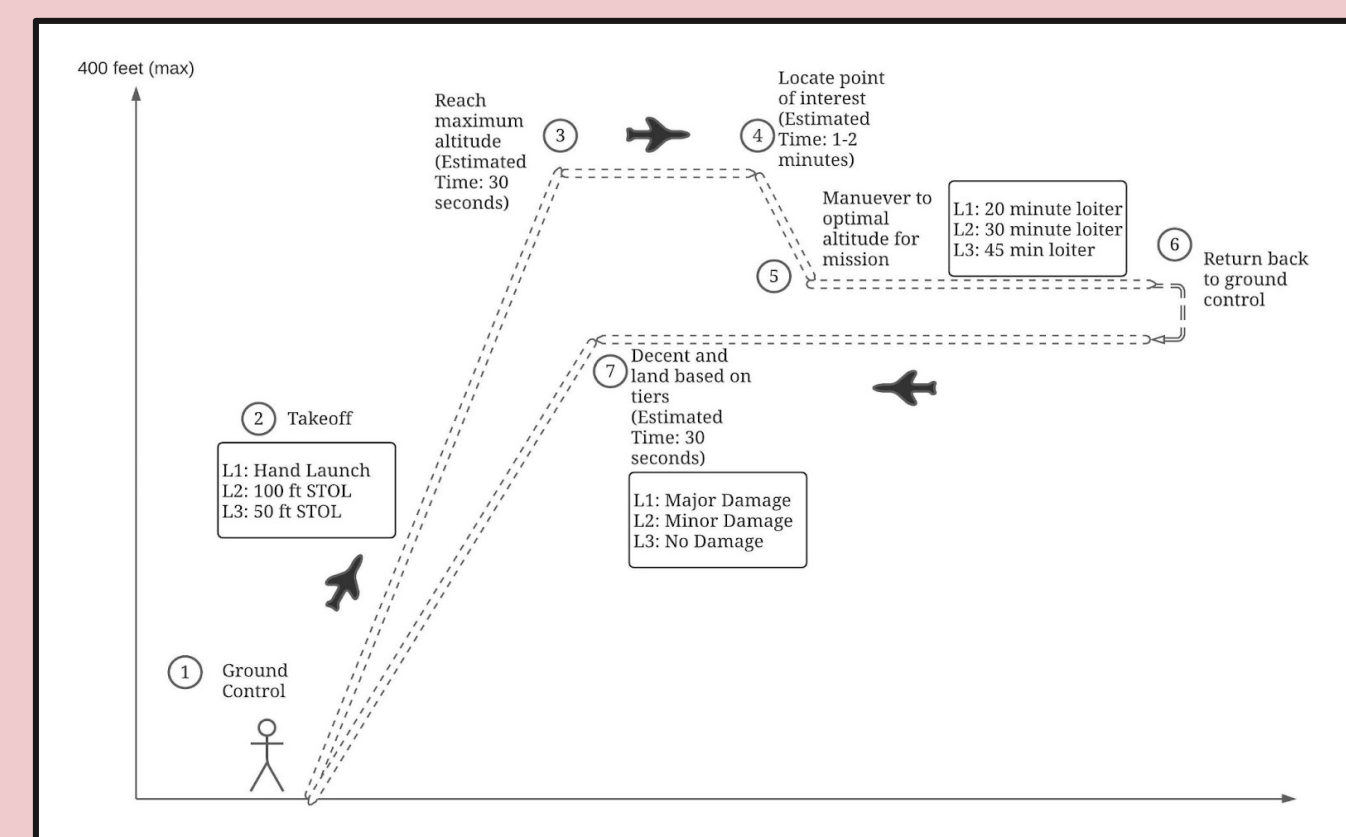 400 feet (max)
Reach
maximum
altitude
(Estimated
Time: 30
seconds)
3
4
Locate point
of interest
(Estimated
Time: 1-2
minutes)
5
Manuever to
optimal
altitude for
mission
L1: 20 minute loiter
L2: 30 minute loiter
L3: 45 min loiter
6
Return back
to ground
control
7
Decent and
land based on
tiers
(Estimated
Time: 30
seconds)
L1: Major Damage
L2: Minor Damage
L3: No Damage
2 Takeoff
L1: Hand Launch
L2: 100 ft STOL
L3: 50 ft STOL
1
Ground
Control